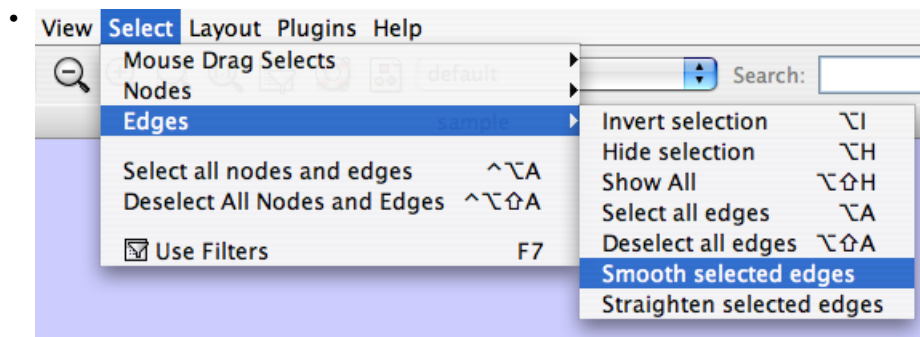 View Select Layout Plugins Help
default
Search:
sample
Mouse Drag Selects
Nodes
Edges
Select all nodes and edges ^⌥A
Deselect All Nodes and Edges ^⌥⇧A
Use Filters F7
Invert selection ⌥I
Hide selection ⌥H
Show All ⌥⇧H
Select all edges ⌥A
Deselect all edges ⌥⇧A
Smooth selected edges
Straighten selected edges